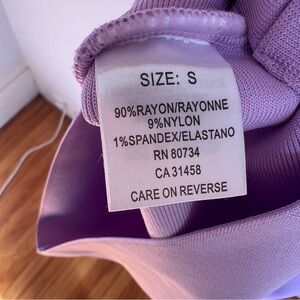 SIZE: S
90%RAYON/RAYONNE
9%NYLON
1%SPANDEX/ELASTANO
RN 80734
CA 31458
CARE ON REVERSE